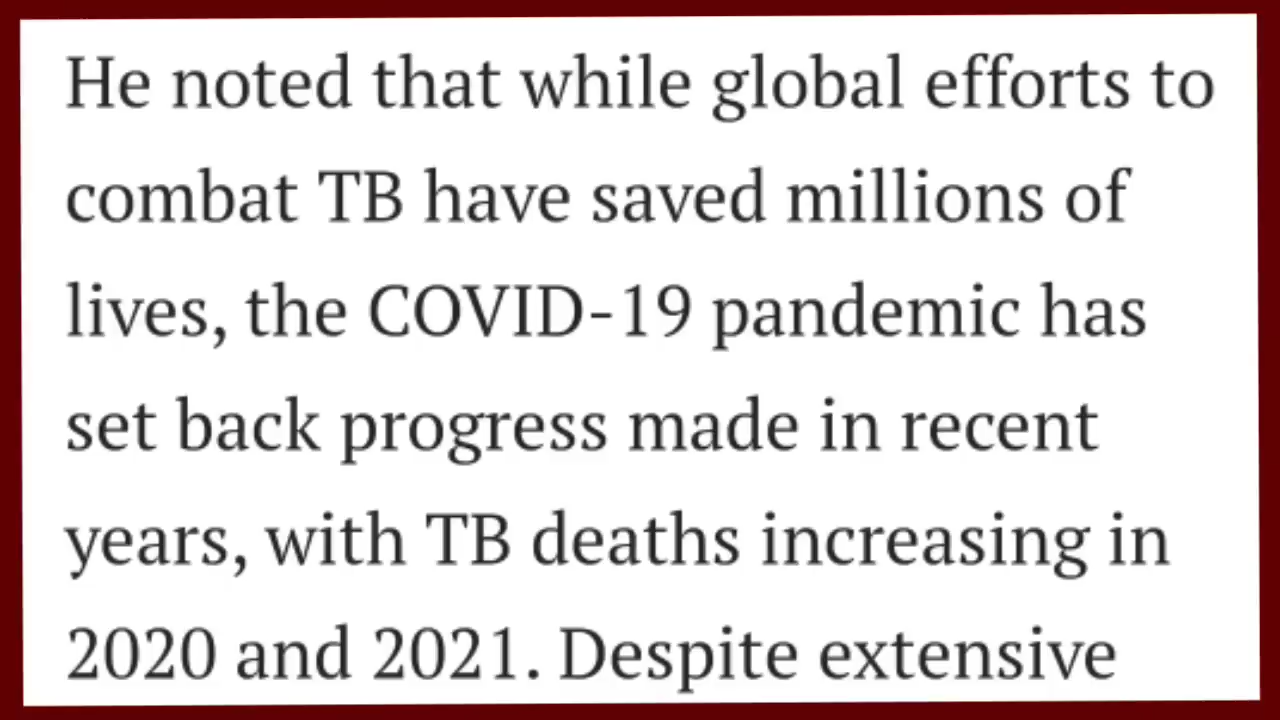 He noted that while global efforts to
combat TB have saved millions of
lives, the COVID-19 pandemic has
set back progress made in recent
years, with TB deaths increasing in
2020 and 2021. Despite extensive